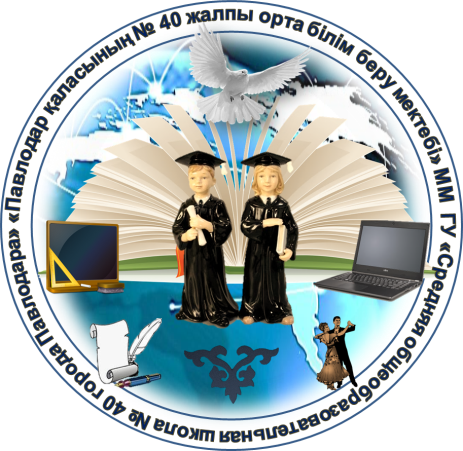 «Павлодар қаласының № 40 жалпы орта білім беру мектебі» ММ
ГУ «Средняя общеобразовательная школа № 40 города Павлодара»